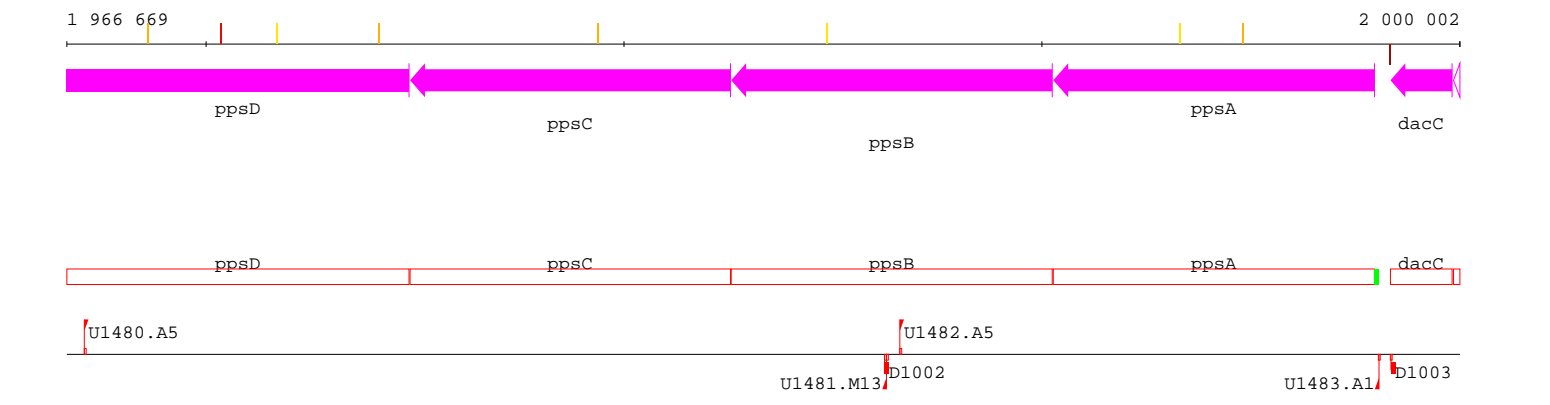 1 966 669 2 000 002
ppsD ppsA
ppsC dacC
ppsB
ppsD ppsC ppsB ppsA dacC
U1480.A5 U1482.A5
D1002 D1003
U1481.M13 U1483.A1